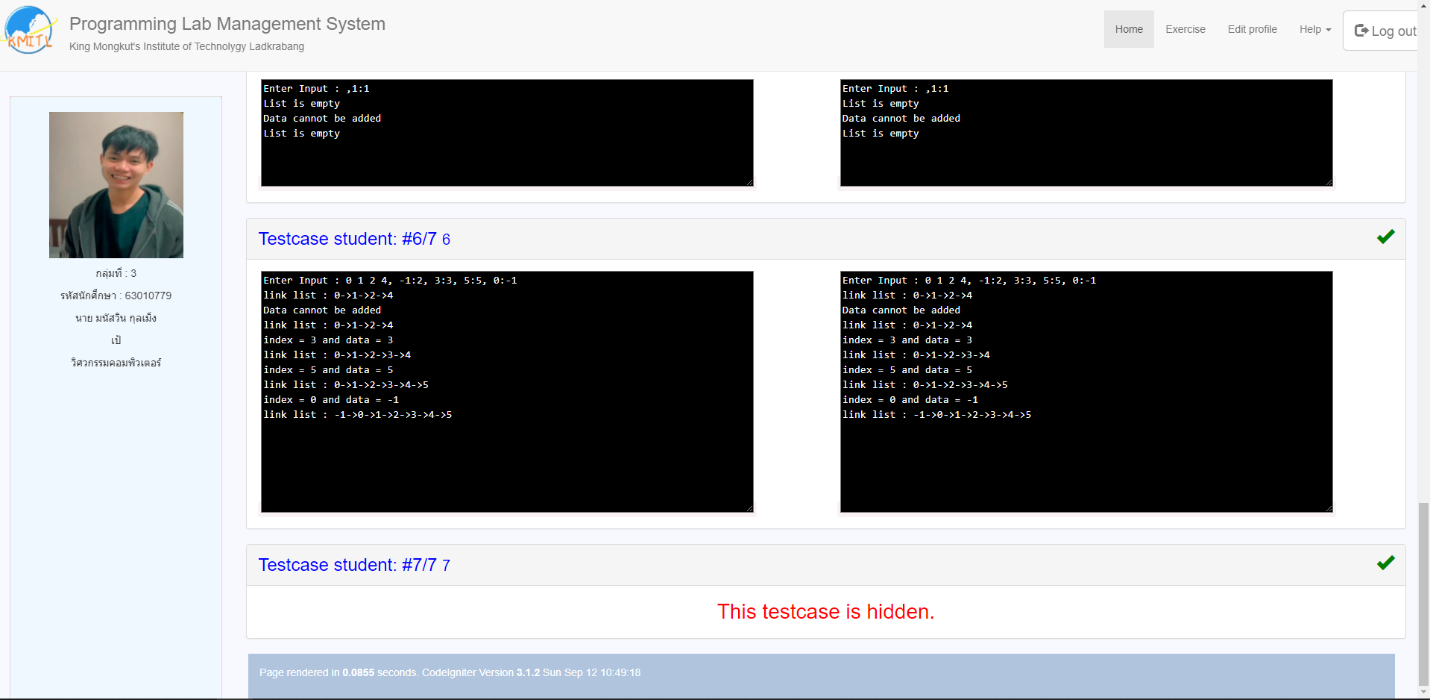 KMITL
Programming Lab Management System
King Mongkut's Institute of Technolygy Ladkrabang
Home
Exercise
Edit profile
Help
Log out
กลุ่มที่ : 3
รหัสนักศึกษา : 63010779
นาย มนัสวิน กุลเม็ง
เป้
วิศวกรรมคอมพิวเตอร์
Enter Input : ,1:1
List is empty
Data cannot be added
List is empty
Enter Input : ,1:1
List is empty
Data cannot be added
List is empty
Testcase student: #6/7 6
Enter Input : 0 1 2 4, -1:2, 3:3, 5:5, 0:-1
link list : 0->1->2->4
Data cannot be added
link list : 0->1->2->4
index = 3 and data = 3
link list : 0->1->2->3->4
index = 5 and data = 5
link list : 0->1->2->3->4->5
index = 0 and data = -1
link list : -1->0->1->2->3->4->5
Enter Input : 0 1 2 4, -1:2, 3:3, 5:5, 0:-1
link list : 0->1->2->4
Data cannot be added
link list : 0->1->2->4
index = 3 and data = 3
link list : 0->1->2->3->4
index = 5 and data = 5
link list : 0->1->2->3->4->5
index = 0 and data = -1
link list : -1->0->1->2->3->4->5
Testcase student: #7/7 7
This testcase is hidden.
Page rendered in 0.0855 seconds. CodeIgniter Version 3.1.2 Sun Sep 12 10:49:18